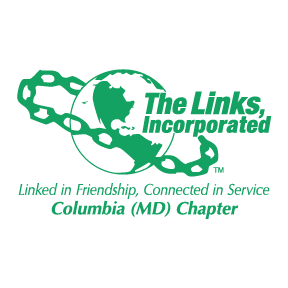 The Links,
Incorporated
TM
Linked in Friendship, Connected in Service
Columbia (MD) Chapter